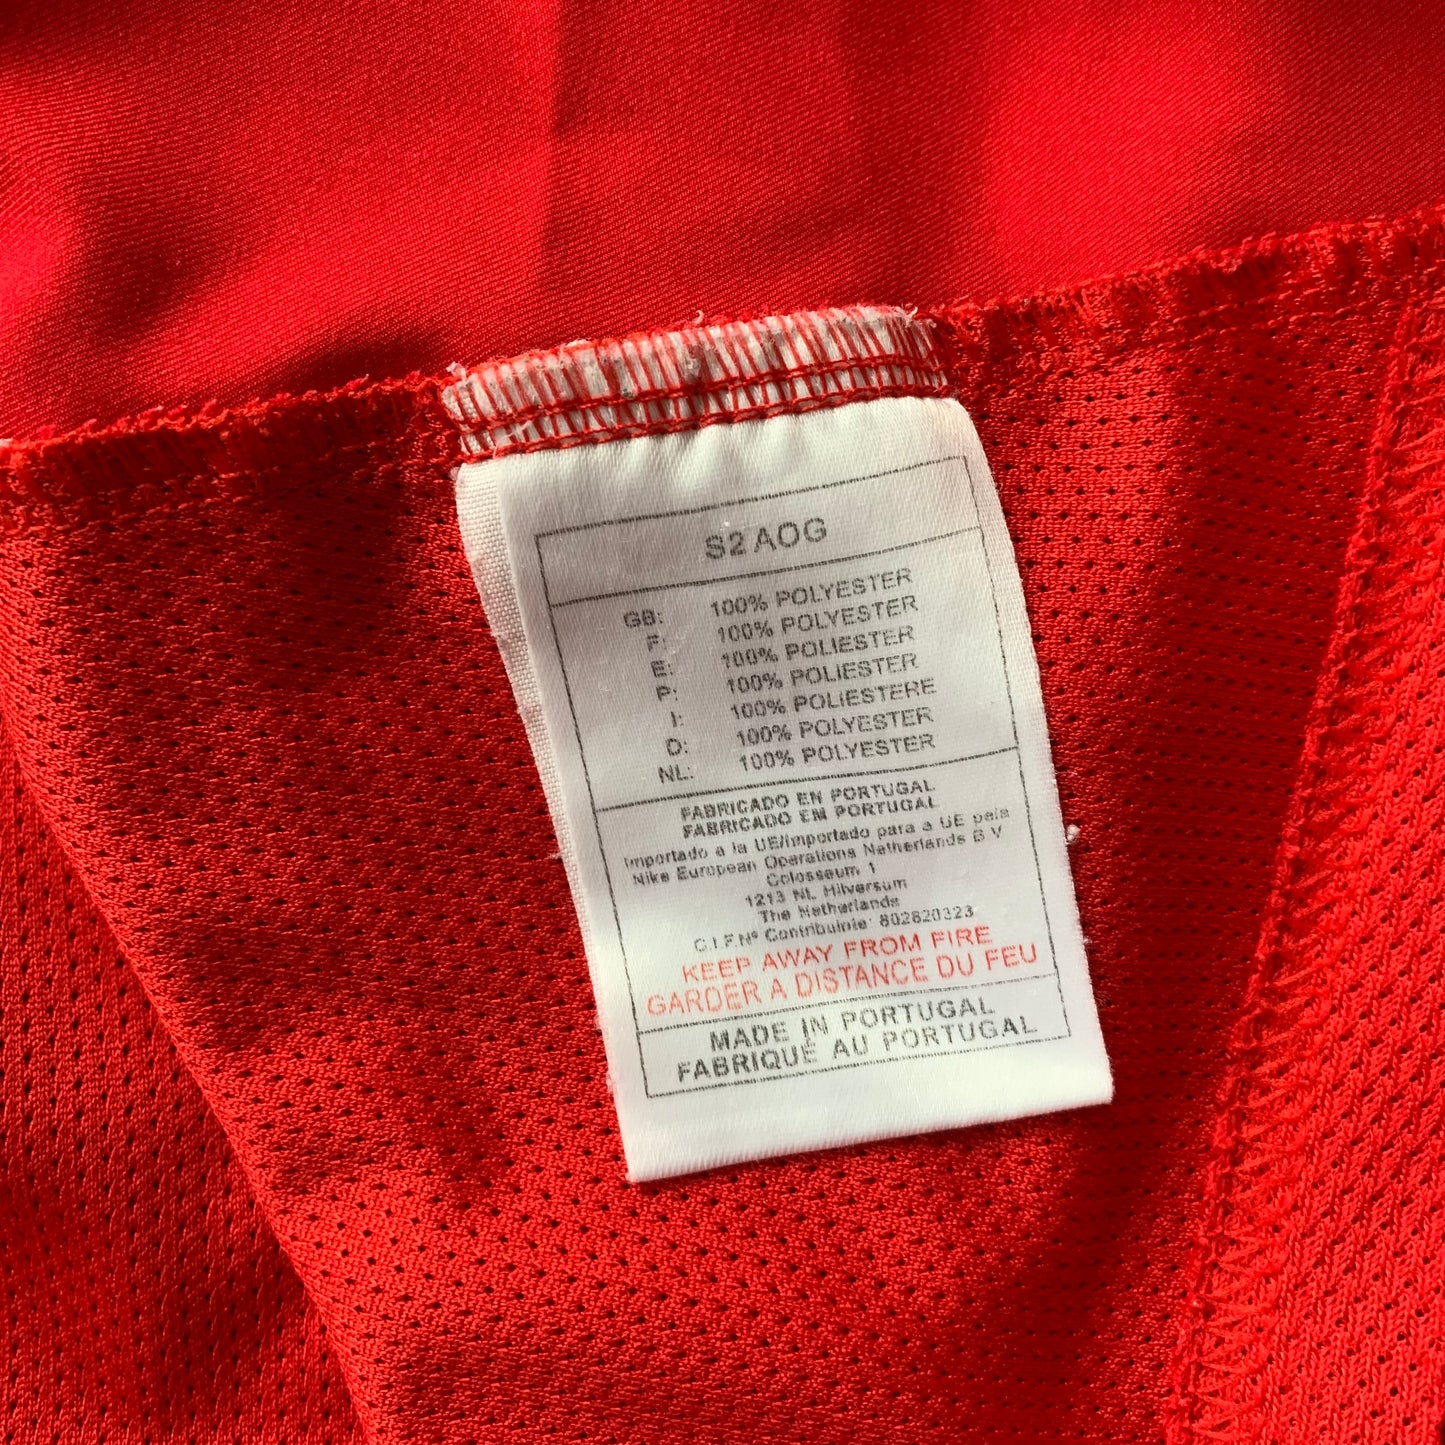 S2 AOG
GB: 100% POLYESTER
F: 100% POLYESTER
E: 100% POLIESTER
P: 100% POLIESTER
I: 100% POLIESTERE
D: 100% POLYESTER
NL: 100% POLYESTER
FABRICADO EN PORTUGAL
FABRICADO EM PORTUGAL
Importado a la UE/Importado para a UE pela
Nike European Operations Netherlands B V
Colosseum 1
1213 NL Hilversum
The Netherlands
C.I.F.Nº Contribuinte: 802820323
KEEP AWAY FROM FIRE
GARDER A DISTANCE DU FEU
MADE IN PORTUGAL
FABRIQUÉ AU PORTUGAL